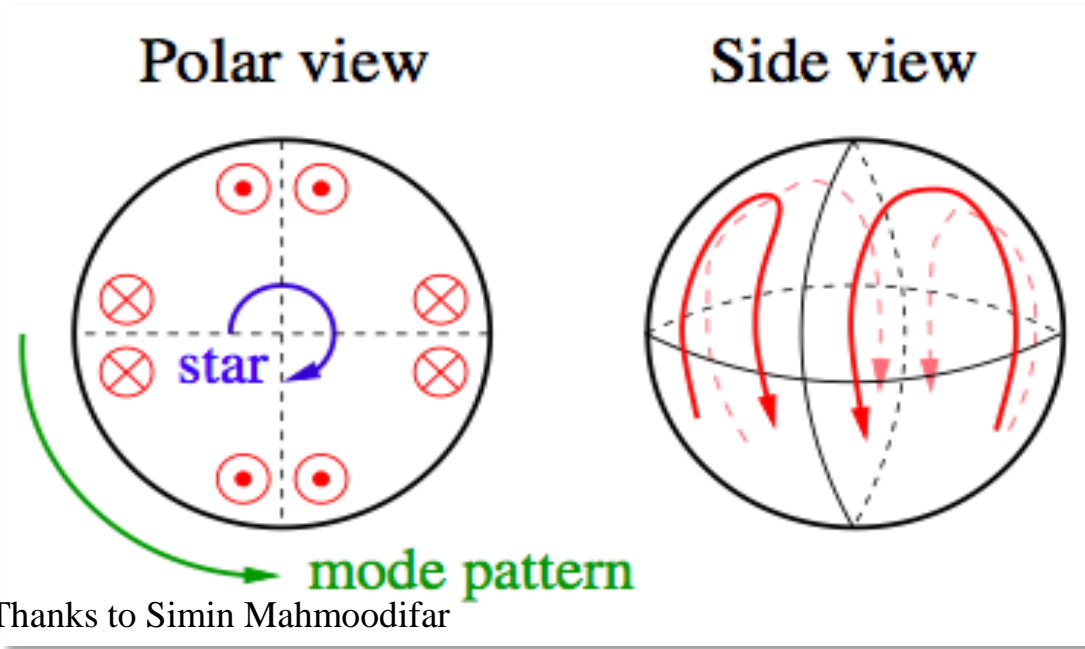 Polar view
Side view
star
mode pattern
Thanks to Simin Mahmoodifar